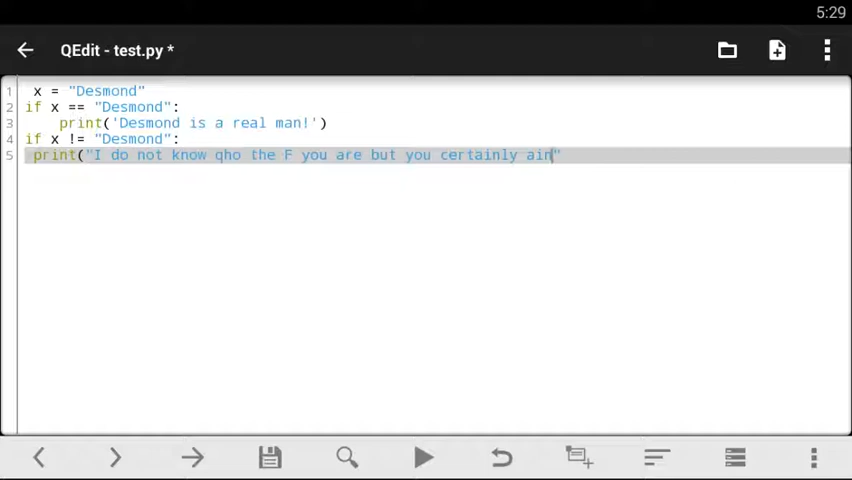 5:29
QEdit - test.py *
1 x = "Desmond"
2 if x == "Desmond":
3 print('Desmond is a real man!')
4 if x != "Desmond":
5 print("I do not know qho the F you are but you certainly ain"